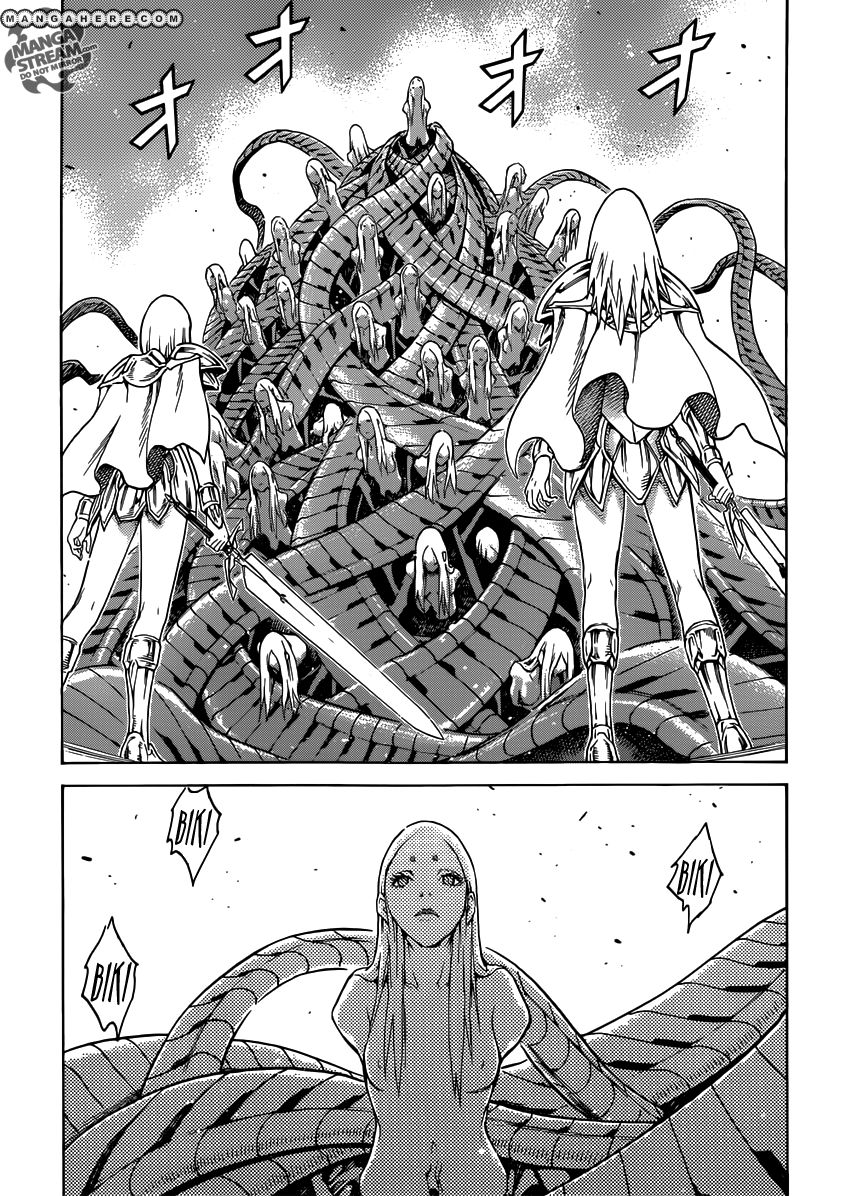 MANGAHERE.COM
MANGA
STREAM.com
DO NOT MIRROR
オ オ オ オ
BIKI
BIKI
BIKI